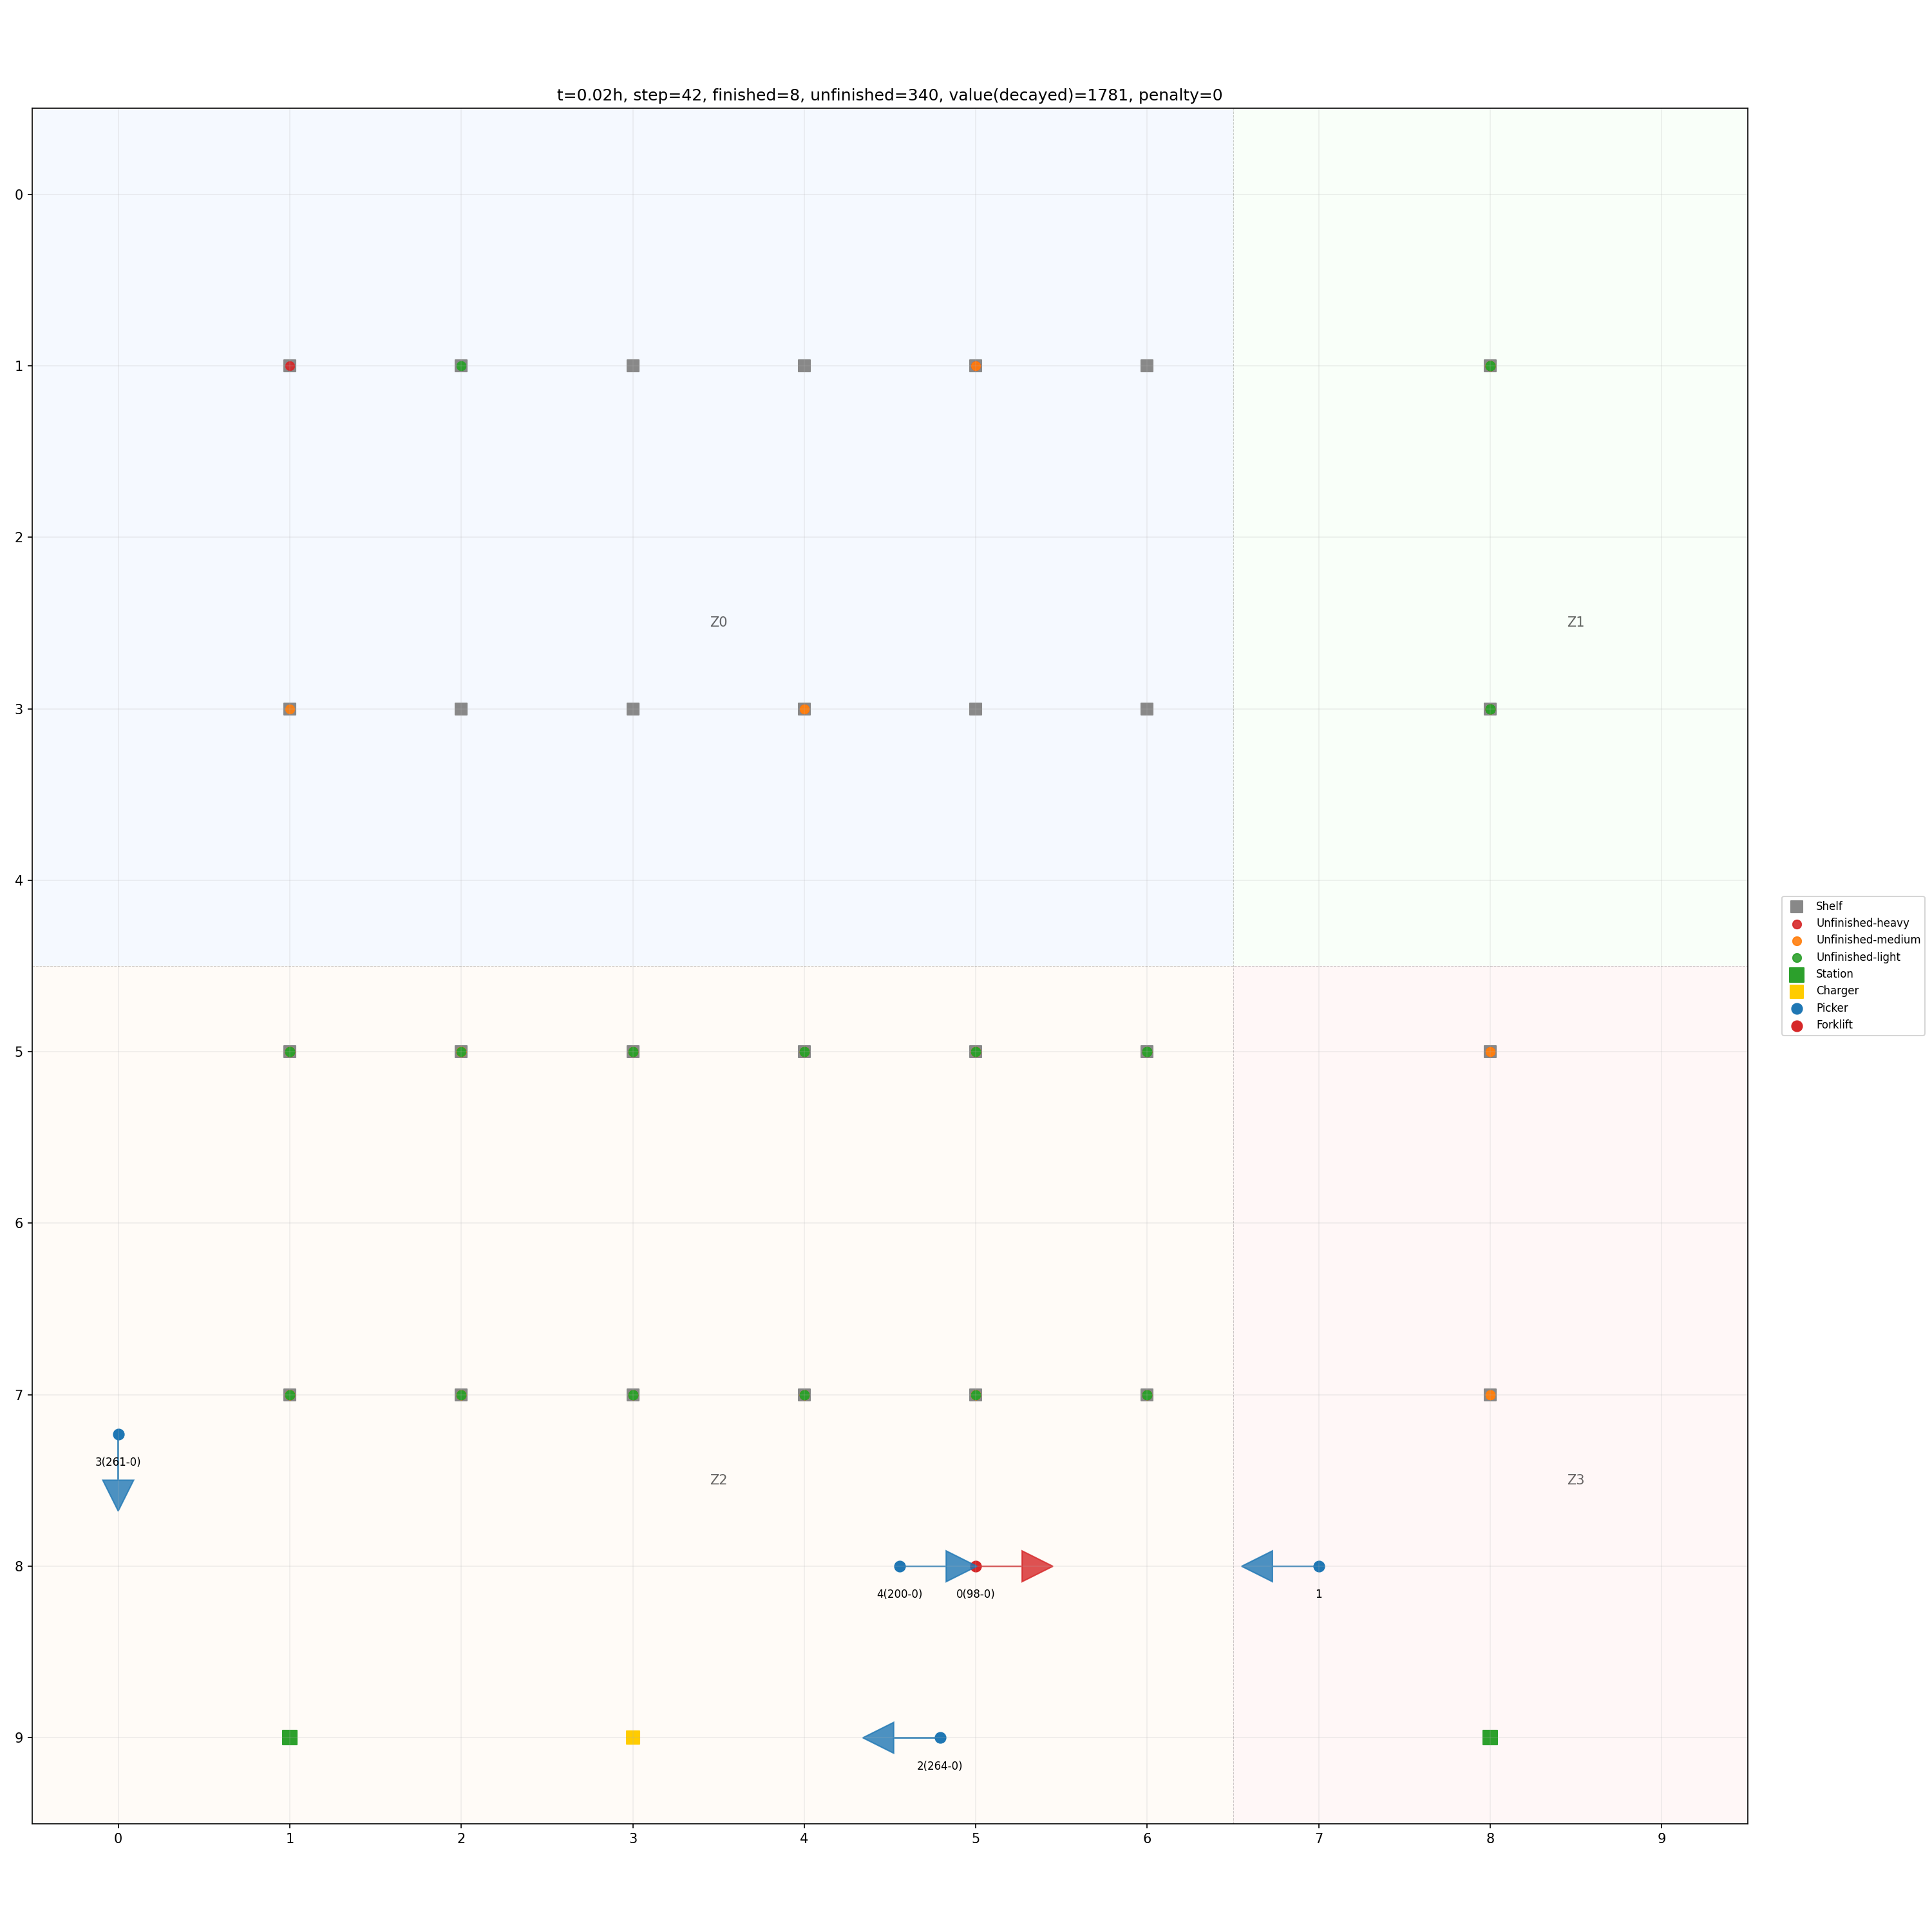 t=0.02h, step=42, finished=8, unfinished=340, value(decayed)=1781, penalty=0
0
1
2
Z0
Z1
3
4
Shelf
Unfinished-heavy
Unfinished-medium
Unfinished-light
Station
Charger
Picker
Forklift
5
6
7
3(261-0)
Z2
Z3
8
4(200-0)
0(98-0)
1
9
2(264-0)
0 1 2 3 4 5 6 7 8 9